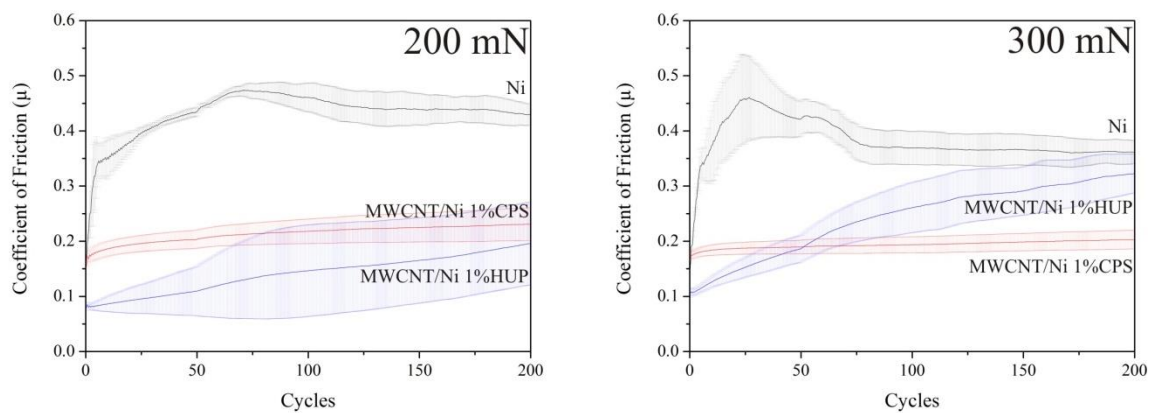 200 mN
Coefficient of Friction (μ)
0.6
0.5
0.4
0.3
0.2
0.1
0.0
Ni
MWCNT/Ni 1%CPS
MWCNT/Ni 1%HUP
0 50 100 150 200
Cycles
300 mN
Coefficient of Friction (μ)
0.6
0.5
0.4
0.3
0.2
0.1
0.0
Ni
MWCNT/Ni 1%HUP
MWCNT/Ni 1%CPS
0 50 100 150 200
Cycles